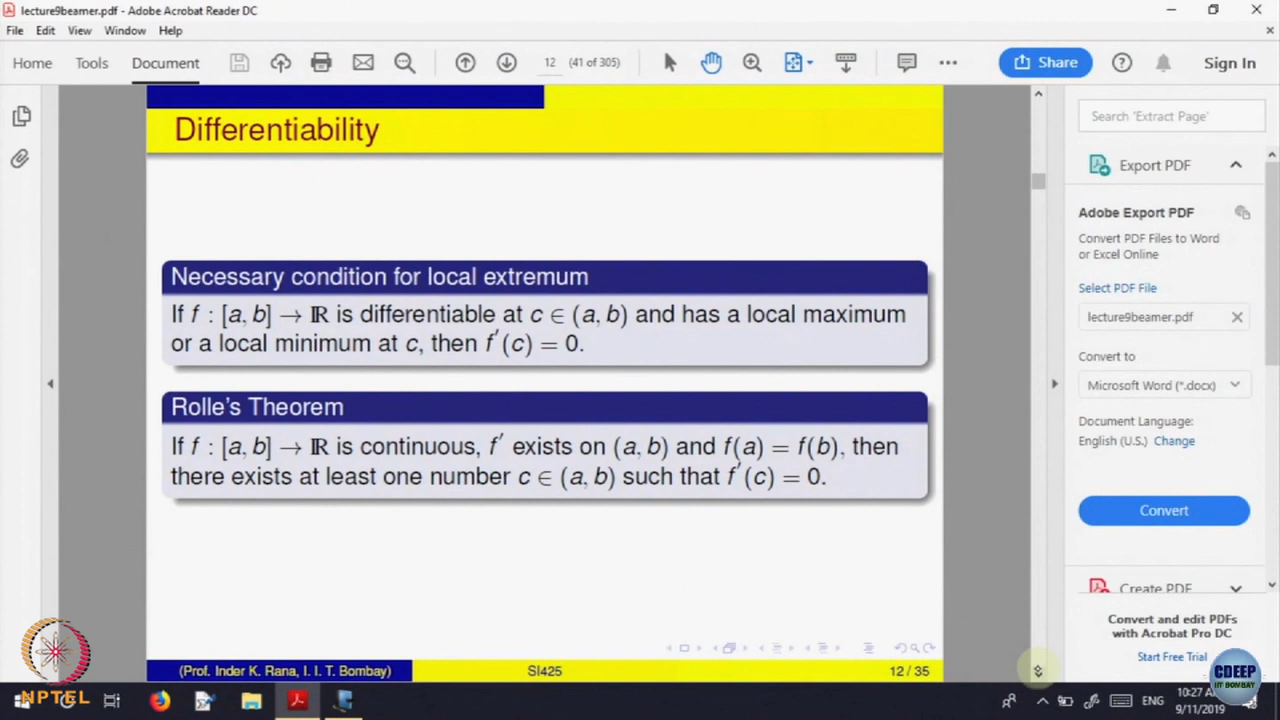 lecture9beamer.pdf - Adobe Acrobat Reader DC
File Edit View Window Help
Home Tools Document 12 (41 of 305) Share Sign In
Differentiability
Necessary condition for local extremum
If f : [a, b] → ℝ is differentiable at c ∈ (a, b) and has a local maximum
or a local minimum at c, then f′(c) = 0.
Rolle's Theorem
If f : [a, b] → ℝ is continuous, f′ exists on (a, b) and f(a) = f(b), then
there exists at least one number c ∈ (a, b) such that f′(c) = 0.
(Prof. Inder K. Rana, I. I. T. Bombay) SI425 12 / 35
Search 'Extract Page'
Export PDF
Adobe Export PDF
Convert PDF Files to Word
or Excel Online
Select PDF File
lecture9beamer.pdf
Convert to
Microsoft Word (*.docx)
Document Language:
English (U.S.) Change
Convert
Create PDF
Convert and edit PDFs
with Acrobat Pro DC
Start Free Trial
NPTEL
CDEEP
IIT BOMBAY
ENG
10:27
9/11/2019